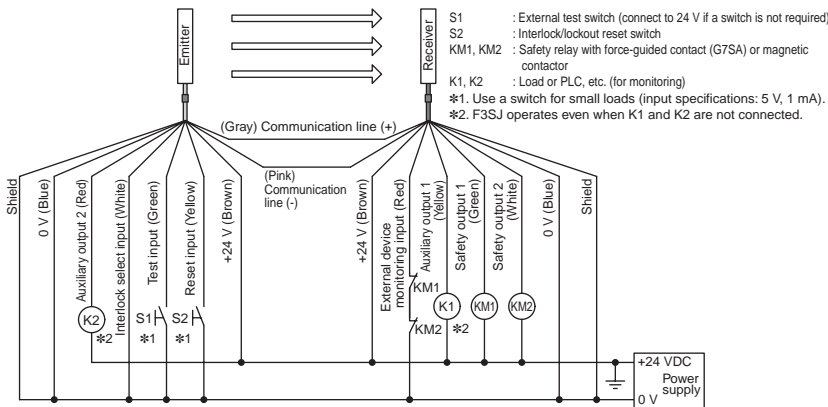 Emitter
Receiver
S1 : External test switch (connect to 24 V if a switch is not required)
S2 : Interlock/lockout reset switch
KM1, KM2 : Safety relay with force-guided contact (G7SA) or magnetic
contactor
K1, K2 : Load or PLC, etc. (for monitoring)
*1. Use a switch for small loads (input specifications: 5 V, 1 mA).
*2. F3SJ operates even when K1 and K2 are not connected.
(Gray) Communication line (+)
(Pink)
Communication
line (-)
Shield
0 V (Blue)
Auxiliary output 2 (Red)
Interlock select input (White)
Test input (Green)
Reset input (Yellow)
+24 V (Brown)
+24 V (Brown)
External device
monitoring input (Red)
Auxiliary output 1
(Yellow)
Safety output 1
(Green)
Safety output 2
(White)
0 V (Blue)
Shield
KM1
K2
*2
S1
*1
S2
*1
KM2
K1
*2
KM1
KM2
+24 VDC
Power
supply
0 V